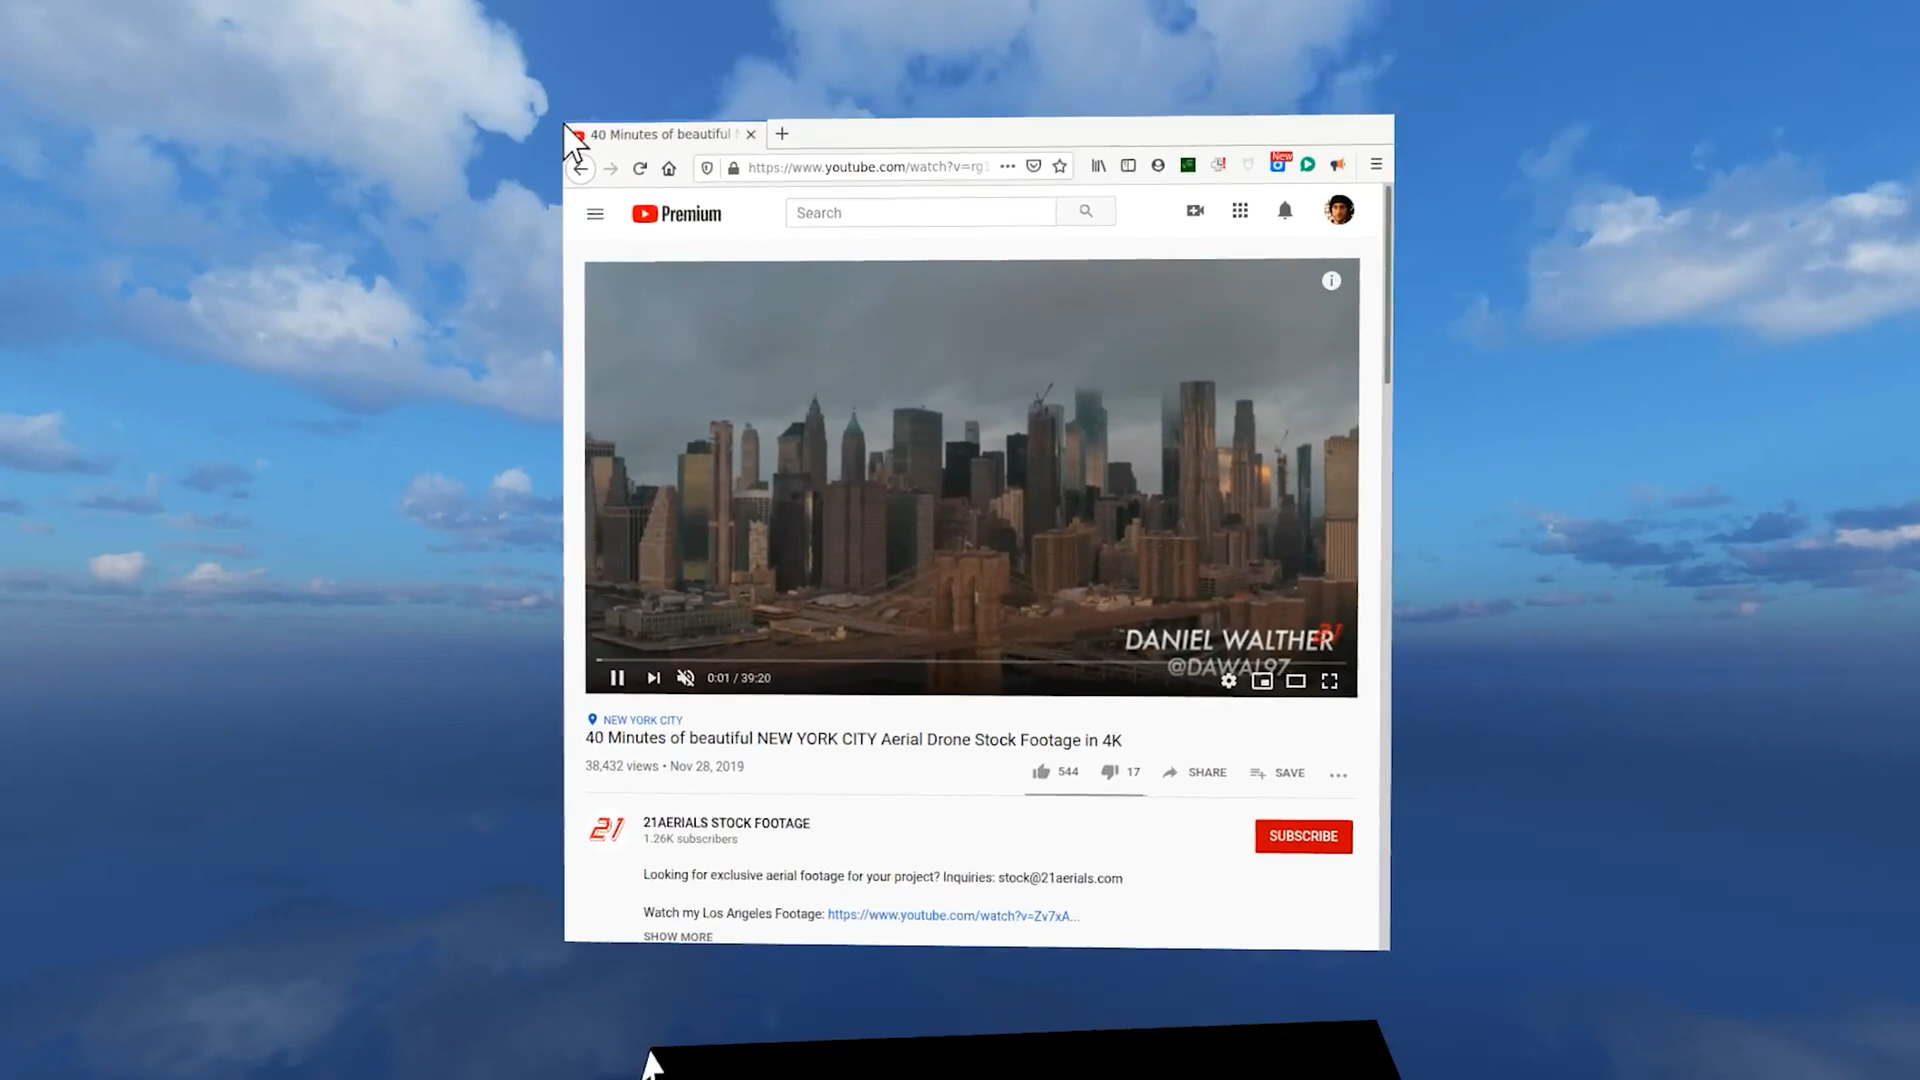 40 Minutes of beautiful
https://www.youtube.com/watch?v=rg
New
Premium
Search
DANIEL WALTHER
21
@DAWAL97
0:01 / 39:20
NEW YORK CITY
40 Minutes of beautiful NEW YORK CITY Aerial Drone Stock Footage in 4K
38,432 views • Nov 28, 2019
544
17
SHARE
SAVE
21
21AERIALS STOCK FOOTAGE
1.26K subscribers
SUBSCRIBE
Looking for exclusive aerial footage for your project? Inquiries: stock@21aerials.com
Watch my Los Angeles Footage: https://www.youtube.com/watch?v=Zv7xA...
SHOW MORE